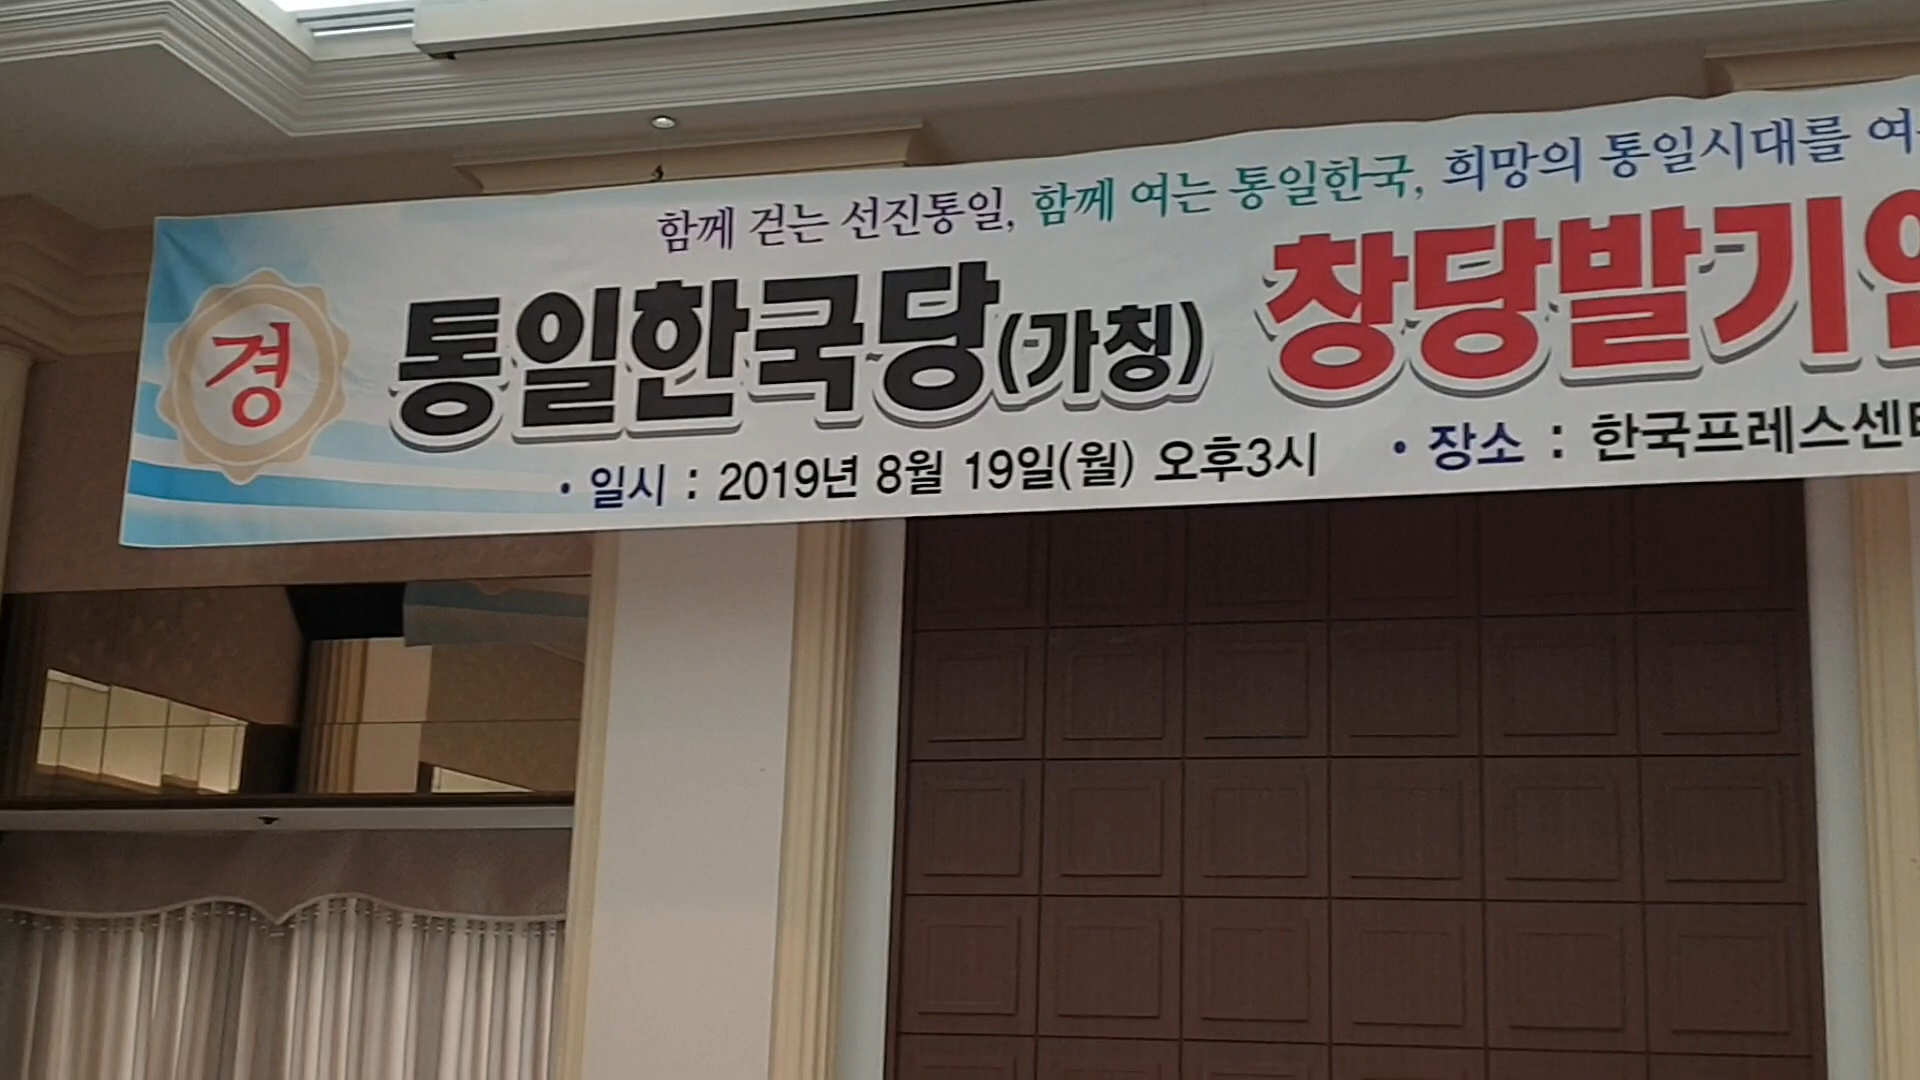 함께 걷는 선진통일, 함께 여는 통일한국, 희망의 통일시대를
경
통일한국당(가칭) 창당발기
• 일시 : 2019년 8월 19일(월) 오후3시 • 장소 : 한국프레스센